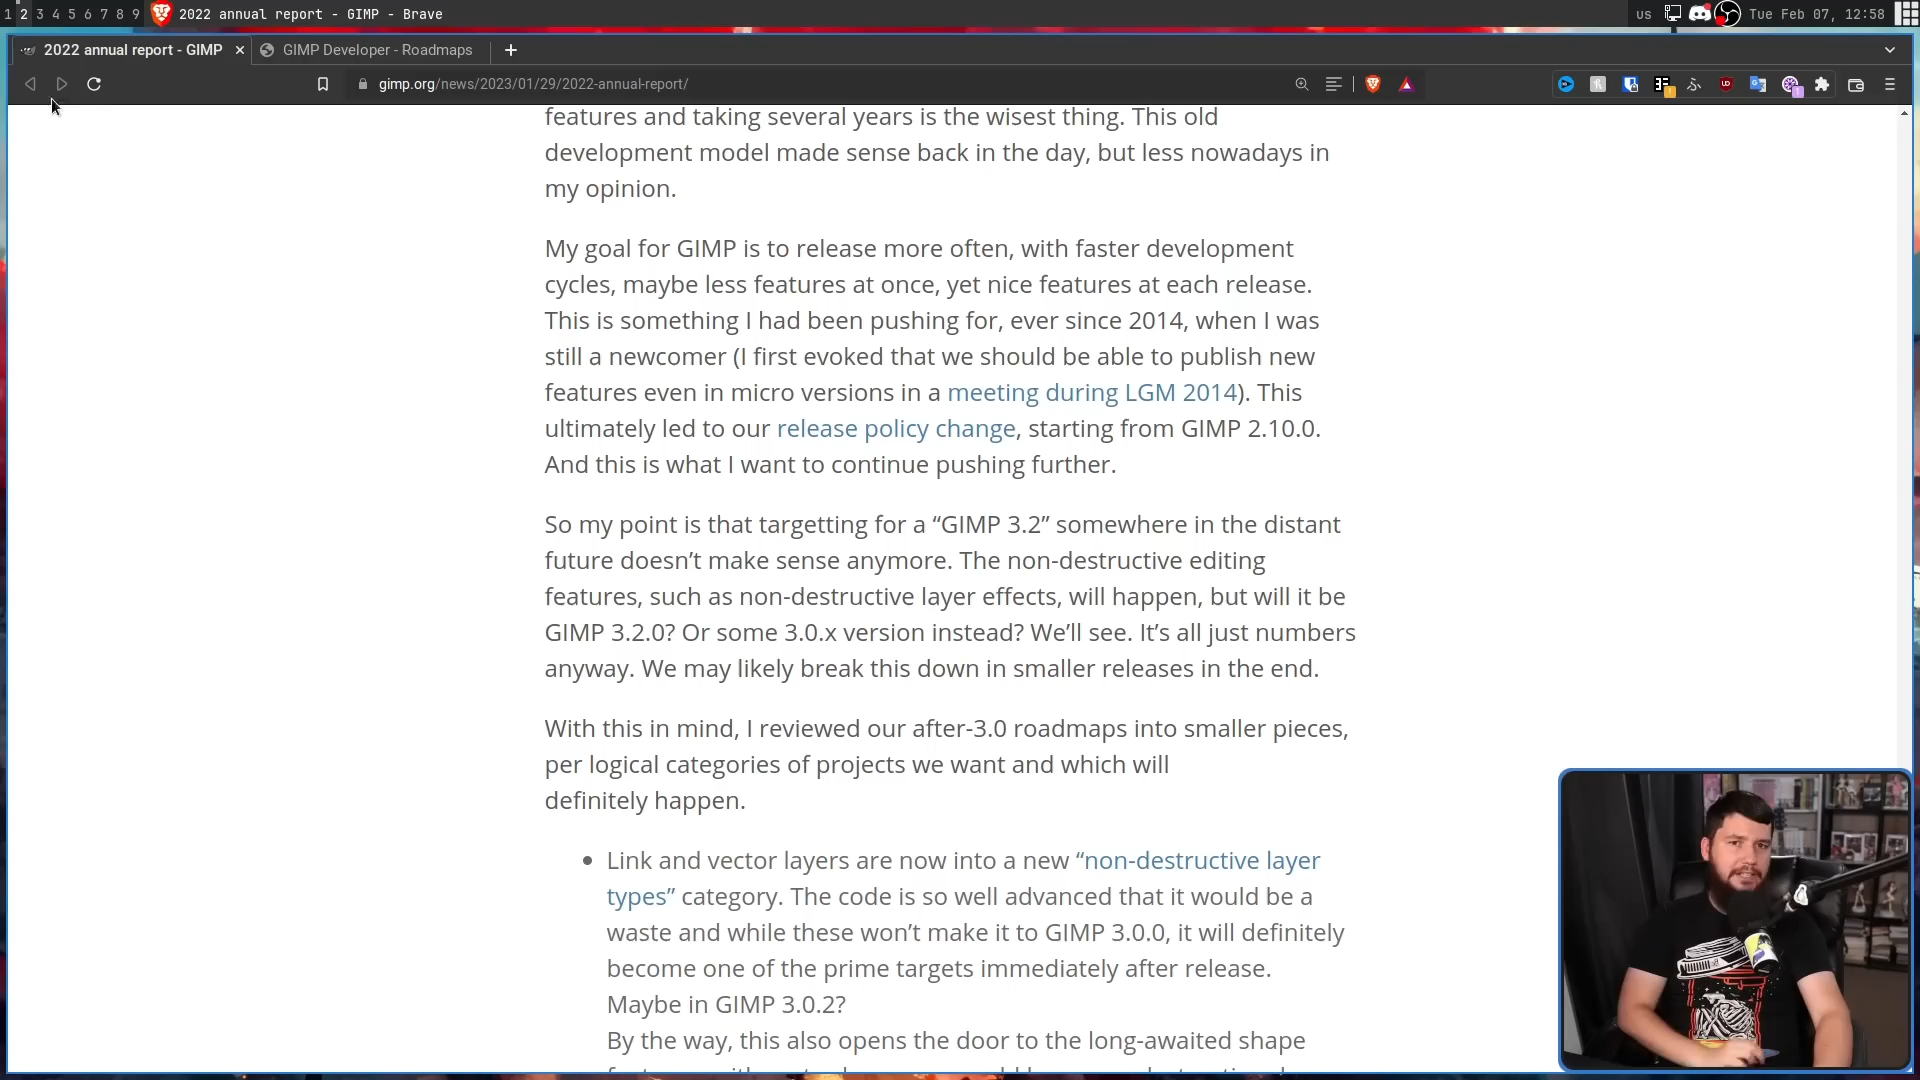 1 2 3 4 5 6 7 8 9 2022 annual report - GIMP - Brave us Tue Feb 07, 12:58
2022 annual report - GIMP GIMP Developer - Roadmaps
gimp.org/news/2023/01/29/2022-annual-report/
features and taking several years is the wisest thing. This old
development model made sense back in the day, but less nowadays in
my opinion.
My goal for GIMP is to release more often, with faster development
cycles, maybe less features at once, yet nice features at each release.
This is something I had been pushing for, ever since 2014, when I was
still a newcomer (I first evoked that we should be able to publish new
features even in micro versions in a meeting during LGM 2014). This
ultimately led to our release policy change, starting from GIMP 2.10.0.
And this is what I want to continue pushing further.
So my point is that targetting for a “GIMP 3.2” somewhere in the distant
future doesn’t make sense anymore. The non-destructive editing
features, such as non-destructive layer effects, will happen, but will it be
GIMP 3.2.0? Or some 3.0.x version instead? We’ll see. It’s all just numbers
anyway. We may likely break this down in smaller releases in the end.
With this in mind, I reviewed our after-3.0 roadmaps into smaller pieces,
per logical categories of projects we want and which will
definitely happen.
• Link and vector layers are now into a new “non-destructive layer
types” category. The code is so well advanced that it would be a
waste and while these won’t make it to GIMP 3.0.0, it will definitely
become one of the prime targets immediately after release.
Maybe in GIMP 3.0.2?
By the way, this also opens the door to the long-awaited shape